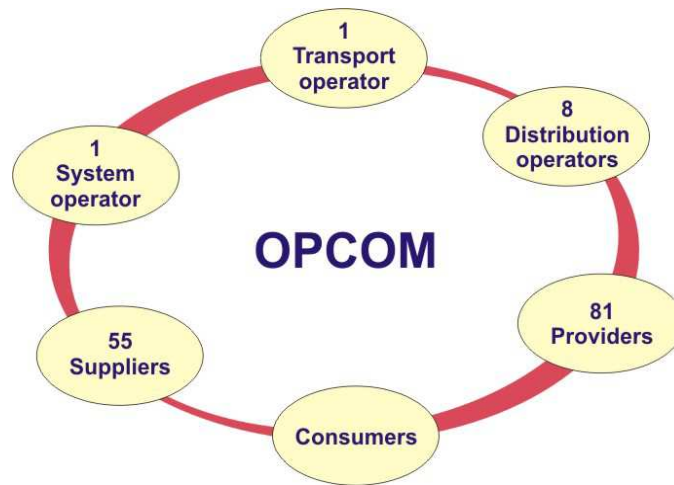 1
Transport
operator
8
Distribution
operators
1
System
operator
OPCOM
81
Providers
55
Suppliers
Consumers